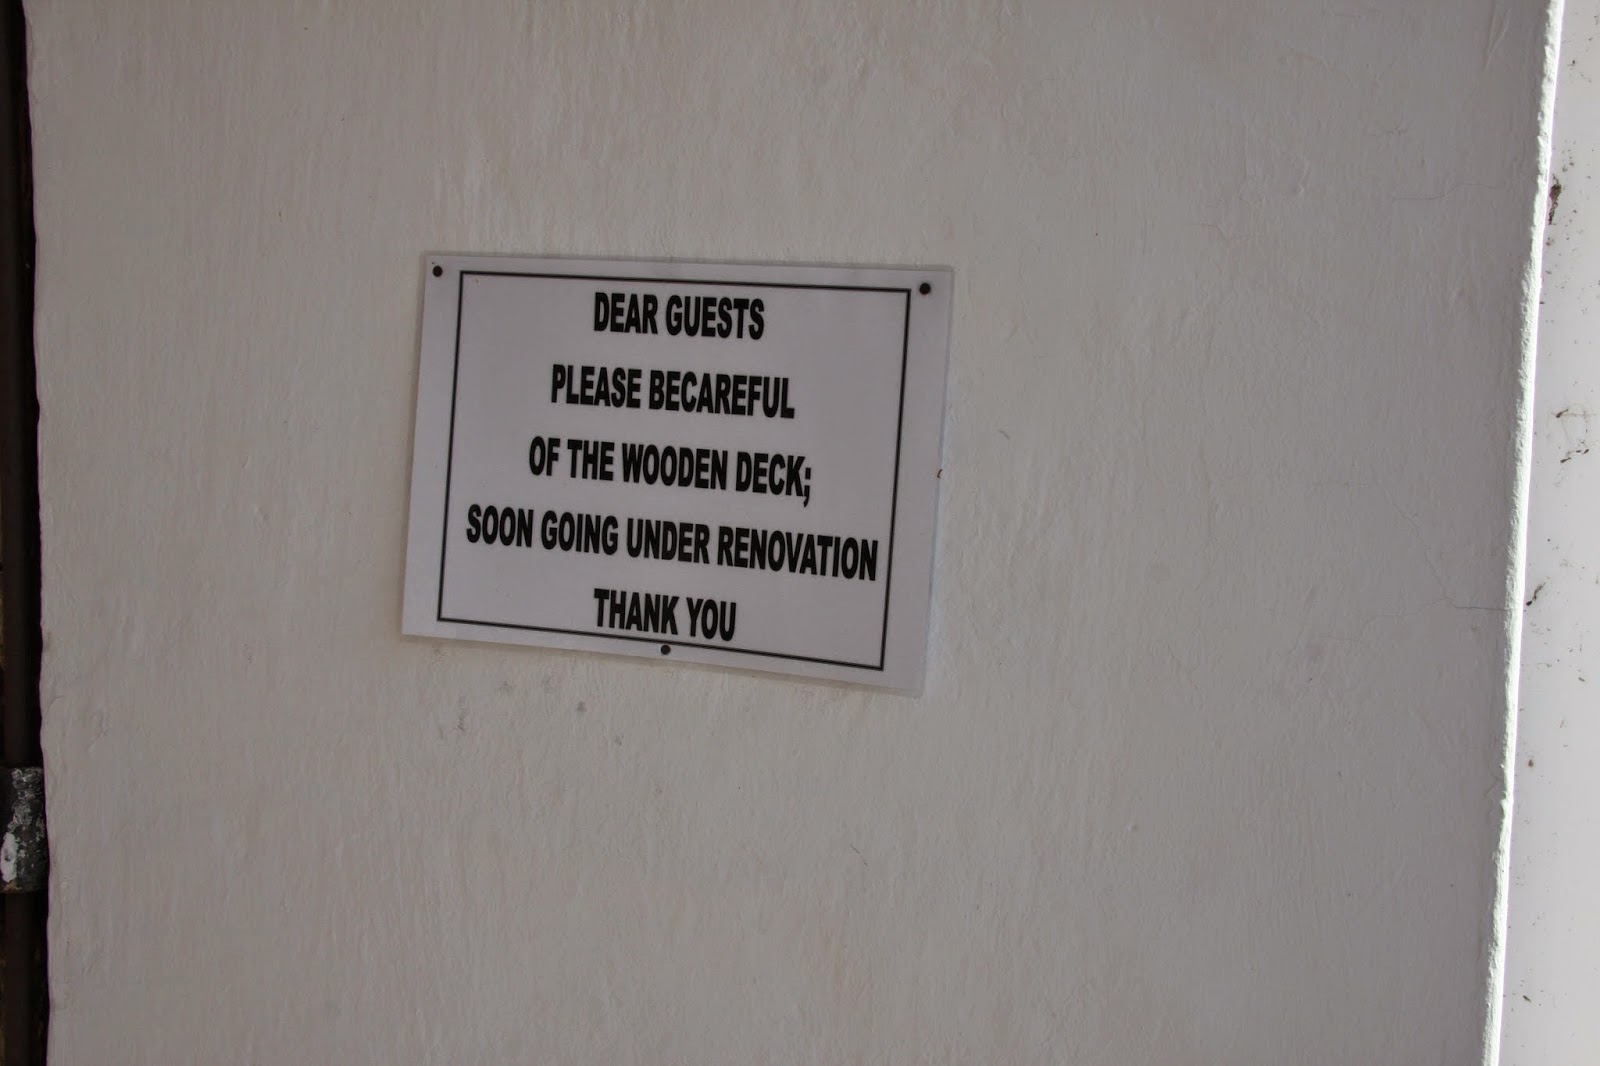 DEAR GUESTS
PLEASE BECAREFUL
OF THE WOODEN DECK;
SOON GOING UNDER RENOVATION
THANK YOU